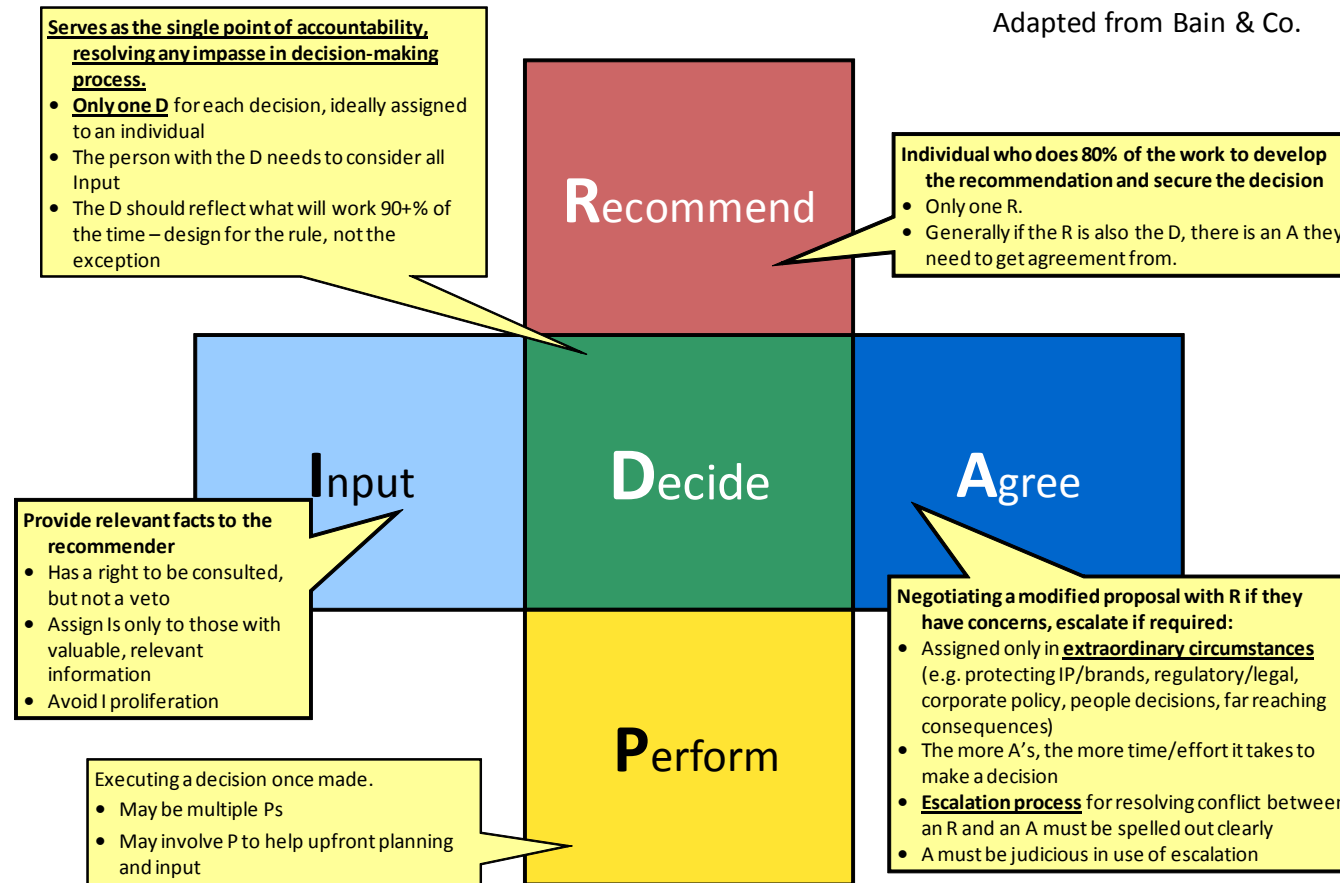 Adapted from Bain & Co.
Serves as the single point of accountability,
resolving any impasse in decision-making
process.
• Only one D for each decision, ideally assigned
to an individual
• The person with the D needs to consider all
Input
• The D should reflect what will work 90+% of
the time – design for the rule, not the
exception
Recommend
Individual who does 80% of the work to develop
the recommendation and secure the decision
• Only one R.
• Generally if the R is also the D, there is an A they
need to get agreement from.
Input
Decide
Agree
Provide relevant facts to the
recommender
• Has a right to be consulted,
but not a veto
• Assign Is only to those with
valuable, relevant
information
• Avoid I proliferation
Negotiating a modified proposal with R if they
have concerns, escalate if required:
• Assigned only in extraordinary circumstances
(e.g. protecting IP/brands, regulatory/legal,
corporate policy, people decisions, far reaching
consequences)
• The more A's, the more time/effort it takes to
make a decision
• Escalation process for resolving conflict between
an R and an A must be spelled out clearly
• A must be judicious in use of escalation
Perform
Executing a decision once made.
• May be multiple Ps
• May involve P to help upfront planning
and input